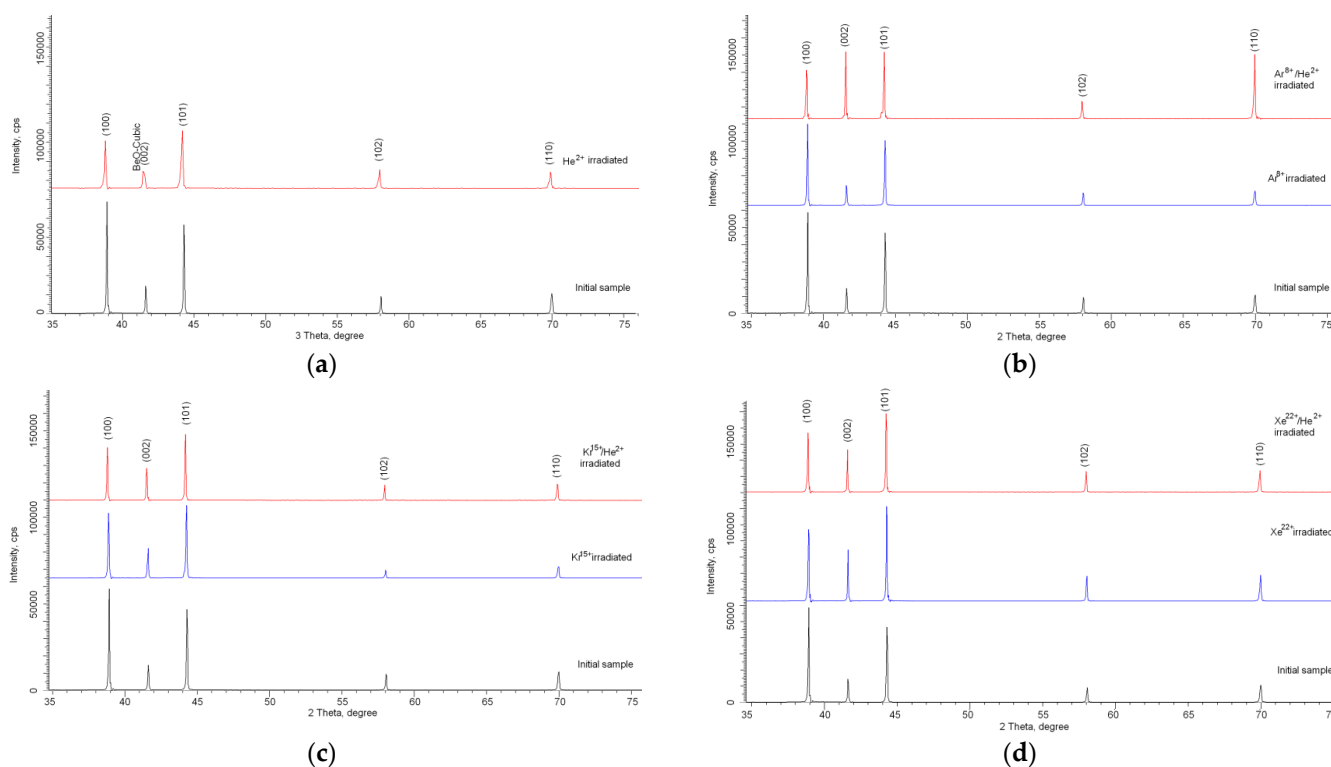 Intensity, cps
150000
100000
50000
0
(100)
BeO-Cubic
(002)
(101)
(102)
(110)
He2+ irradiated
Initial sample
35 40 45 50 55 60 65 70 75
3 Theta, degree
(a)
Intensity, cps
150000
100000
50000
0
(100)
(002)
(101)
(102)
(110)
Ar8+/He2+
irradiated
Ar8+irradiated
Initial sample
35 40 45 50 55 60 65 70 75
2 Theta, degree
(b)
Intensity, cps
150000
100000
50000
0
(100)
(002)
(101)
(102)
(110)
Kr15+/He2+
irradiated
Kr15+irradiated
Initial sample
35 40 45 50 55 60 65 70 75
2 Theta, degree
(c)
Intensity, cps
150000
100000
50000
0
(100)
(002)
(101)
(102)
(110)
Xe22+/He2+
irradiated
Xe22+irradiated
Initial sample
35 40 45 50 55 60 65 70 75
2 Theta, degree
(d)